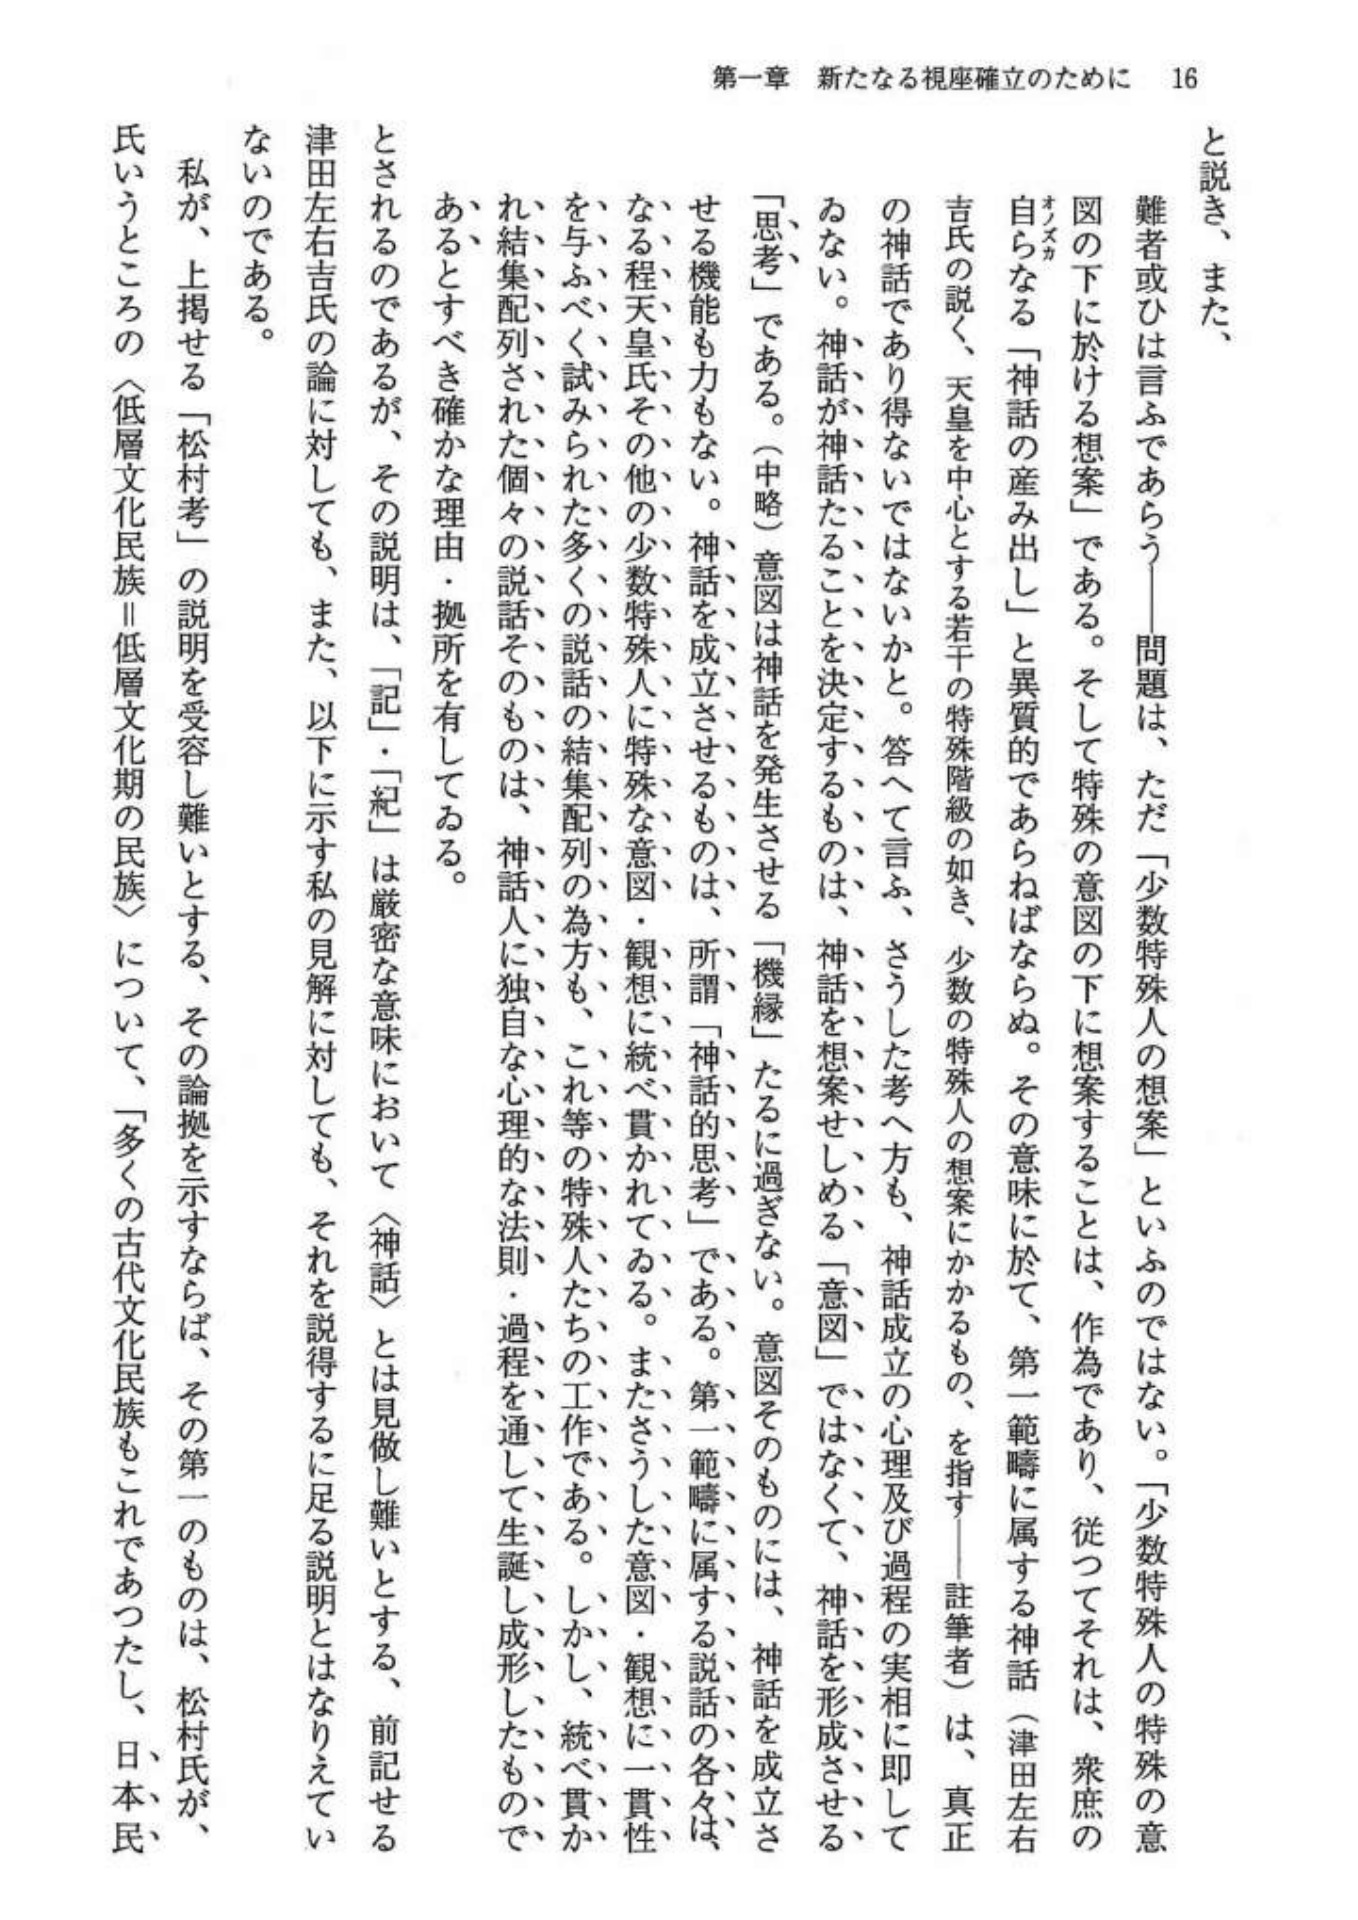 第一章　新たなる視座確立のために　16
と説き、また、
難者或ひは言ふであらう――問題は、ただ「少数特殊人の想案」といふのではない。「少数特殊人の特殊の意
図の下に於ける想案」である。そして特殊の意図の下に想案することは、作為であり、従つてそれは、衆庶の
自らなる「神話の産み出し」と異質的であらねばならぬ。その意味に於て、第一範疇に属する神話（津田左右
オノズカ
吉氏の説く、天皇を中心とする若干の特殊階級の如き、少数の特殊人の想案にかかるもの、を指す――註筆者）は、真正
の神話であり得ないではないかと。答へて言ふ、さうした考へ方も、神話成立の心理及び過程の実相に即して
ゐない。神話が神話たることを決定するものは、神話を想案せしめる「意図」ではなくて、神話を形成させる
「思考」である。（中略）意図は神話を発生させる「機縁」たるに過ぎない。意図そのものには、神話を成立さ
せる機能も力もない。神話を成立させるものは、所謂「神話的思考」である。第一範疇に属する説話の各々は、
なる程天皇氏その他の少数特殊人に特殊な意図・観想に統べ貫かれてゐる。またさうした意図・観想に一貫性
を与ふべく試みられた多くの説話の結集配列の為方も、これ等の特殊人たちの工作である。しかし、統べ貫か
れ結集配列された個々の説話そのものは、神話人に独自な心理的な法則・過程を通して生誕し成形したもので
あるとすべき確かな理由・拠所を有してゐる。
とされるのであるが、その説明は、「記」・「紀」は厳密な意味において〈神話〉とは見做し難いとする、前記せる
津田左右吉氏の論に対しても、また、以下に示す私の見解に対しても、それを説得するに足る説明とはなりえてい
ないのである。
私が、上掲せる「松村考」の説明を受容し難いとする、その論拠を示すならば、その第一のものは、松村氏が、
氏いうところの〈低層文化民族＝低層文化期の民族〉について、「多くの古代文化民族もこれであつたし、日本民